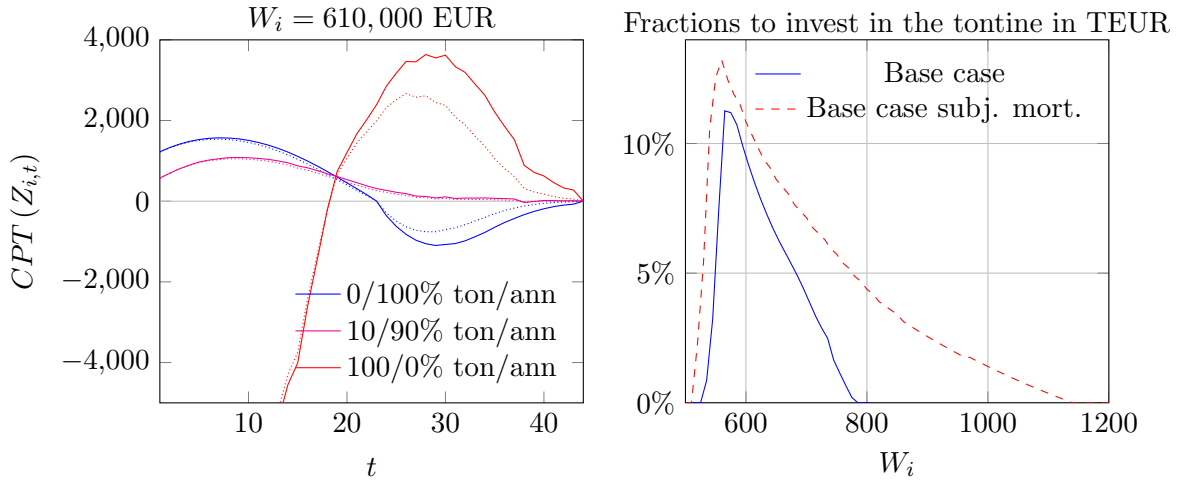 W_i = 610,000 EUR
4,000
2,000
0
−2,000
−4,000
CPT (Z_{i,t})
0/100% ton/ann
10/90% ton/ann
100/0% ton/ann
10
20
30
40
t
Fractions to invest in the tontine in TEUR
Base case
Base case subj. mort.
10%
5%
0%
600
800
1000
1200
W_i